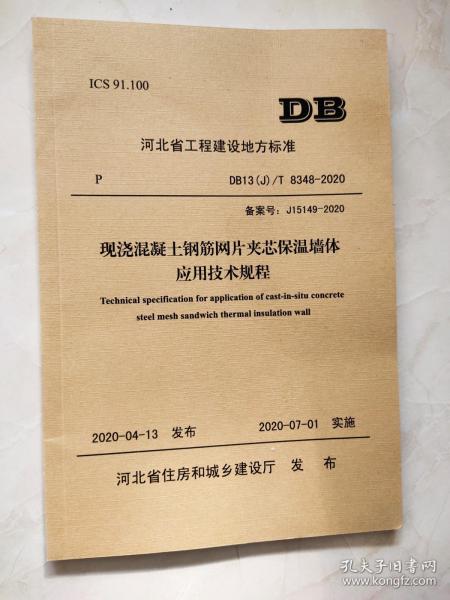 ICS 91.100
DB
河北省工程建设地方标准
P DB13(J)/T 8348-2020
备案号：J15149-2020
现浇混凝土钢筋网片夹芯保温墙体
应用技术规程
Technical specification for application of cast-in-situ concrete
steel mesh sandwich thermal insulation wall
2020-04-13 发布 2020-07-01 实施
河北省住房和城乡建设厅 发 布
孔夫子旧书网
www.kongfz.com